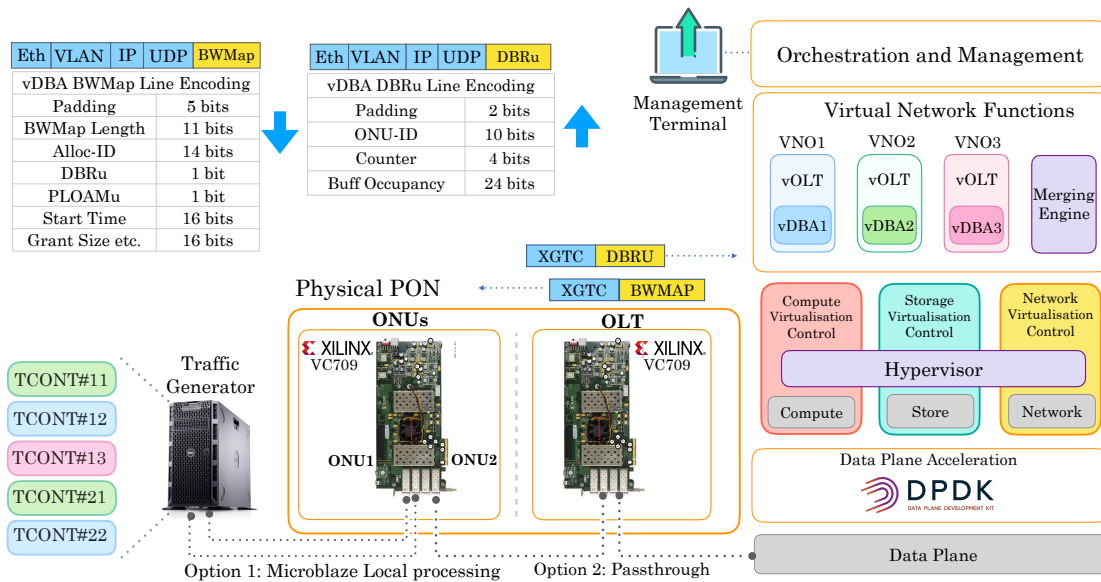 Eth VLAN IP UDP BWMap
vDBA BWMap Line Encoding
Padding 5 bits
BWMap Length 11 bits
Alloc-ID 14 bits
DBRu 1 bit
PLOAMu 1 bit
Start Time 16 bits
Grant Size etc. 16 bits
Eth VLAN IP UDP DBRu
vDBA DBRu Line Encoding
Padding 2 bits
ONU-ID 10 bits
Counter 4 bits
Buff Occupancy 24 bits
Management
Terminal
Orchestration and Management
Virtual Network Functions
VNO1 VNO2 VNO3
vOLT vOLT vOLT
vDBA1 vDBA2 vDBA3
Merging
Engine
XGTC DBRU
XGTC BWMAP
Physical PON
ONUs OLT
XILINX®
VC709
XILINX®
VC709
ONU1 ONU2
Compute
Virtualisation
Control
Storage
Virtualisation
Control
Network
Virtualisation
Control
Hypervisor
Compute Store Network
Traffic
Generator
TCONT#11
TCONT#12
TCONT#13
TCONT#21
TCONT#22
Data Plane Acceleration
DPDK
DATA PLANE DEVELOPMENT KIT
Data Plane
Option 1: Microblaze Local processing
Option 2: Passthrough